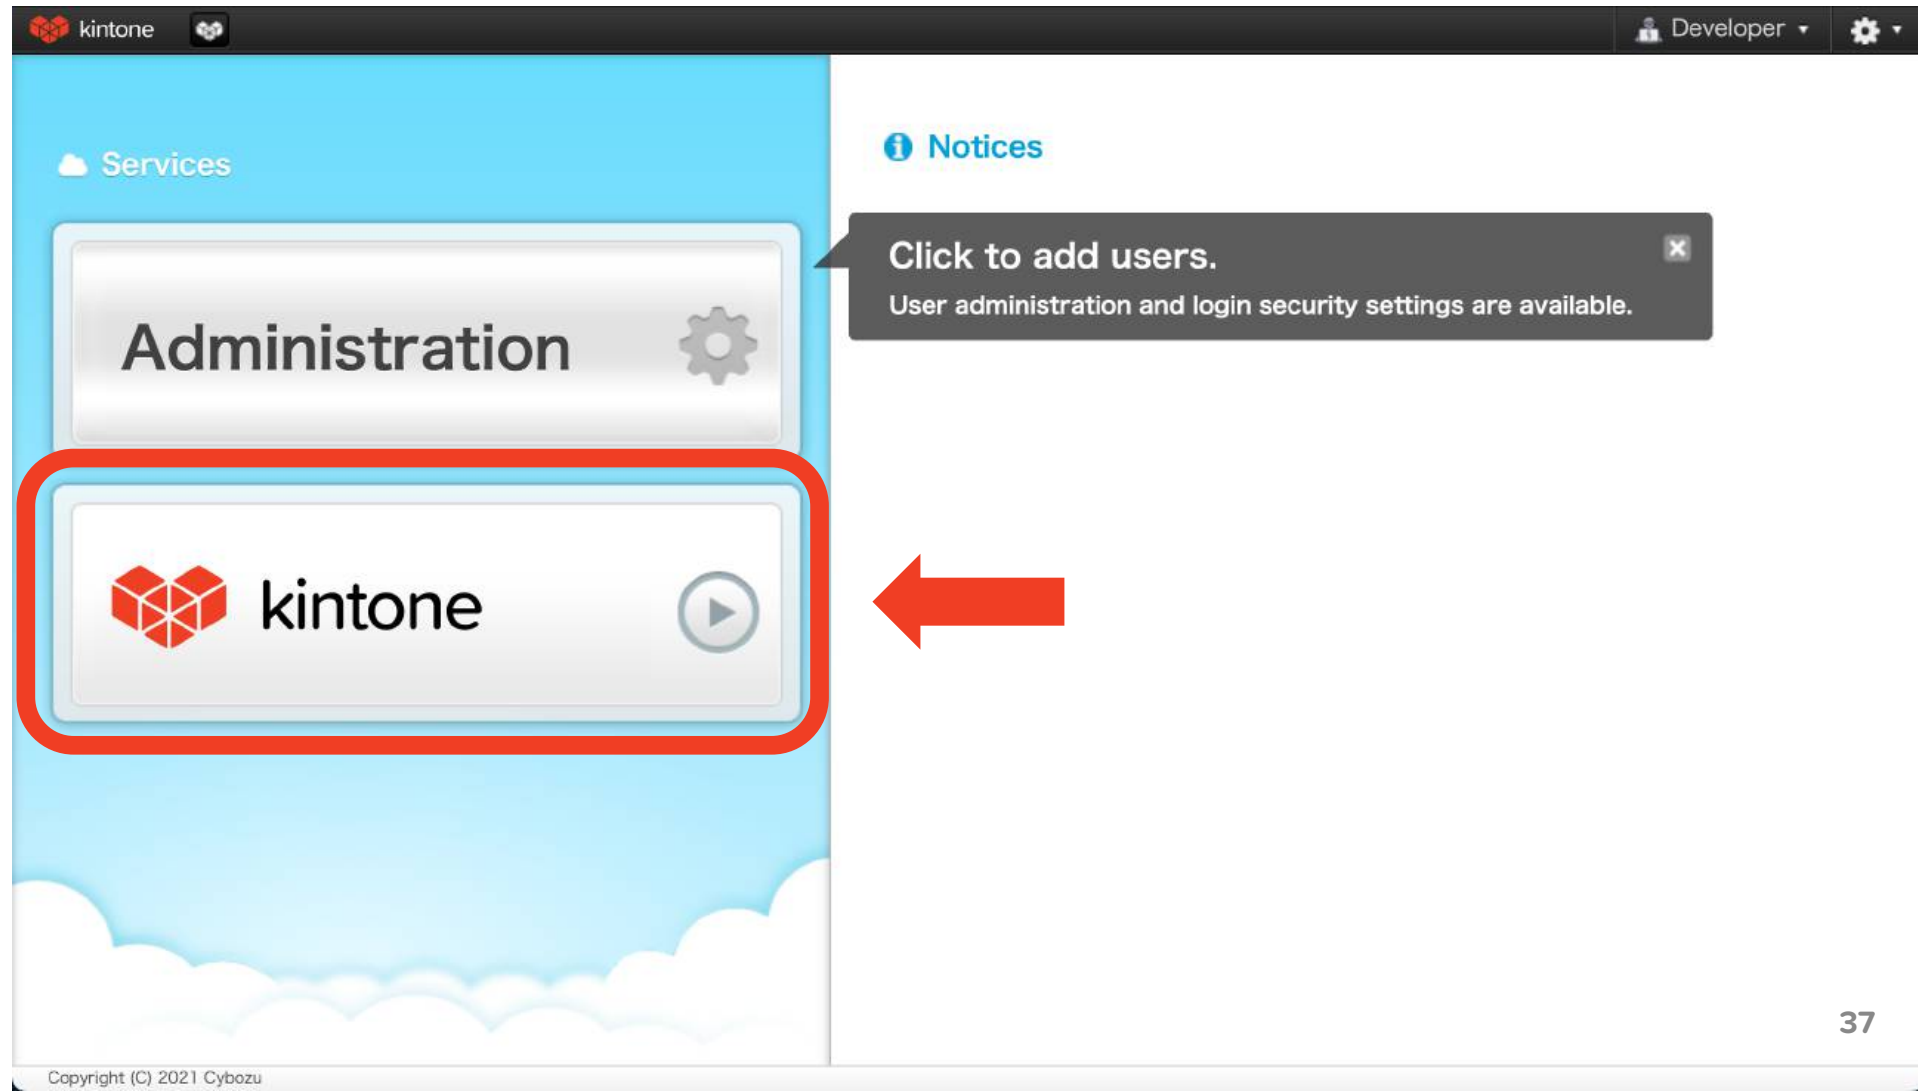 kintone
Developer
Services
Notices
Click to add users.
User administration and login security settings are available.
Administration
kintone
37
Copyright (C) 2021 Cybozu